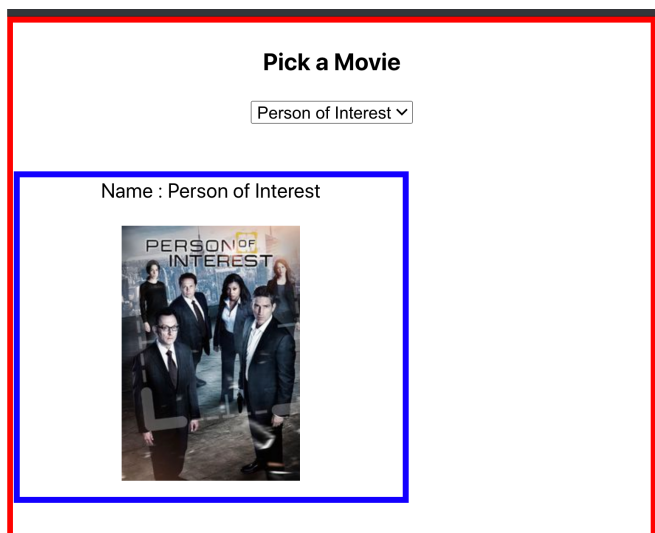 Pick a Movie
Person of Interest
Name : Person of Interest
PERSON OF
INTEREST